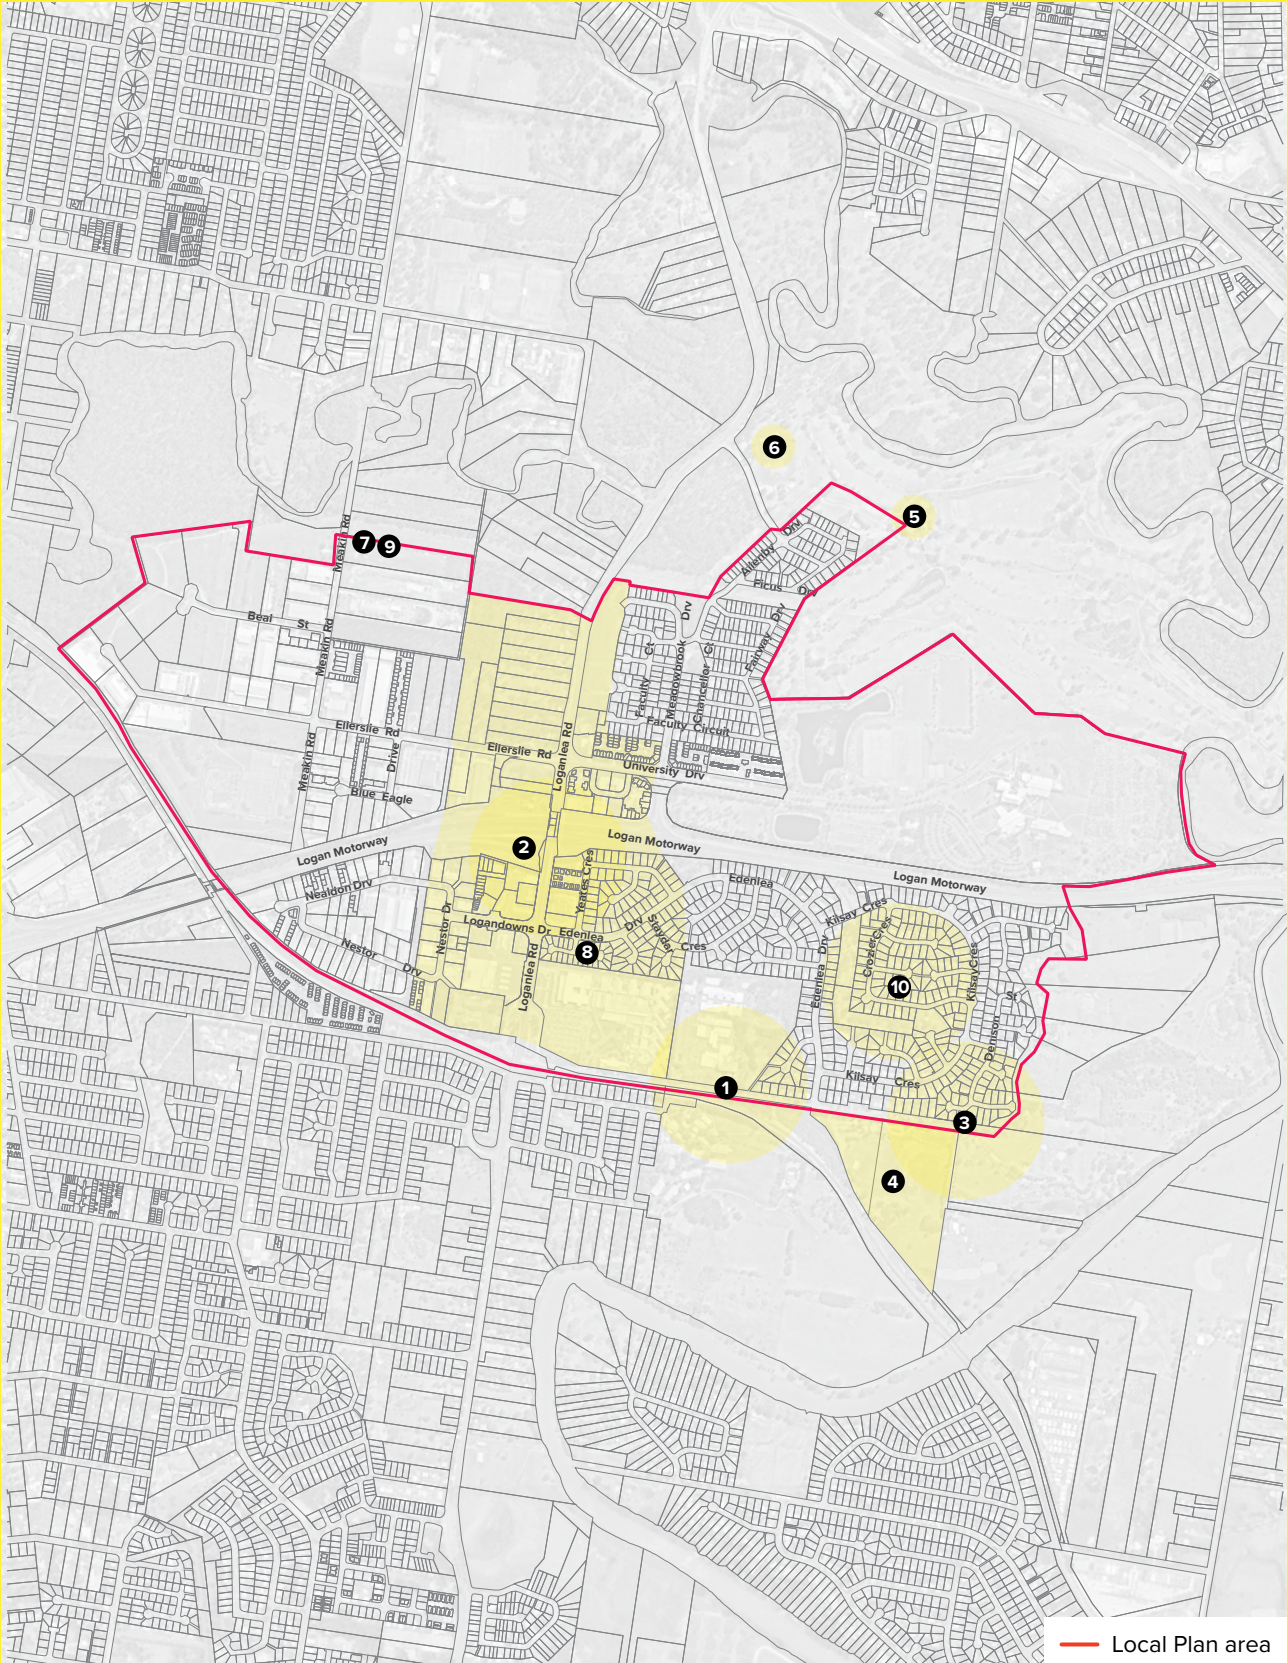 6
5
Meakin Rd
7
9
Allenby Drv
Ficus Drv
Beal St
Drv
Meakin Rd
Fairway Drv
Faculty Ct
Meadowbrook
Chancellor Ct
Faculty Circuit
Ellerslie Rd
Ellerslie Rd
Loganlea Rd
University Drv
Meakin Rd
Blue Eagle Drive
Logan Motorway
2
Logan Motorway
Logan Motorway
Nealdon Drv
Yeates Cres
Edenlea
Kilsay Cres
Nestor Dr
Logandowns Dr
Edenlea Drv
Slayda
Cres
Crozier Cres
Kilsay Cres
8
Nestor Drv
Loganlea Rd
Edenlea Drv
10
Denison St
Kilsay Cres
1
3
4
Local Plan area